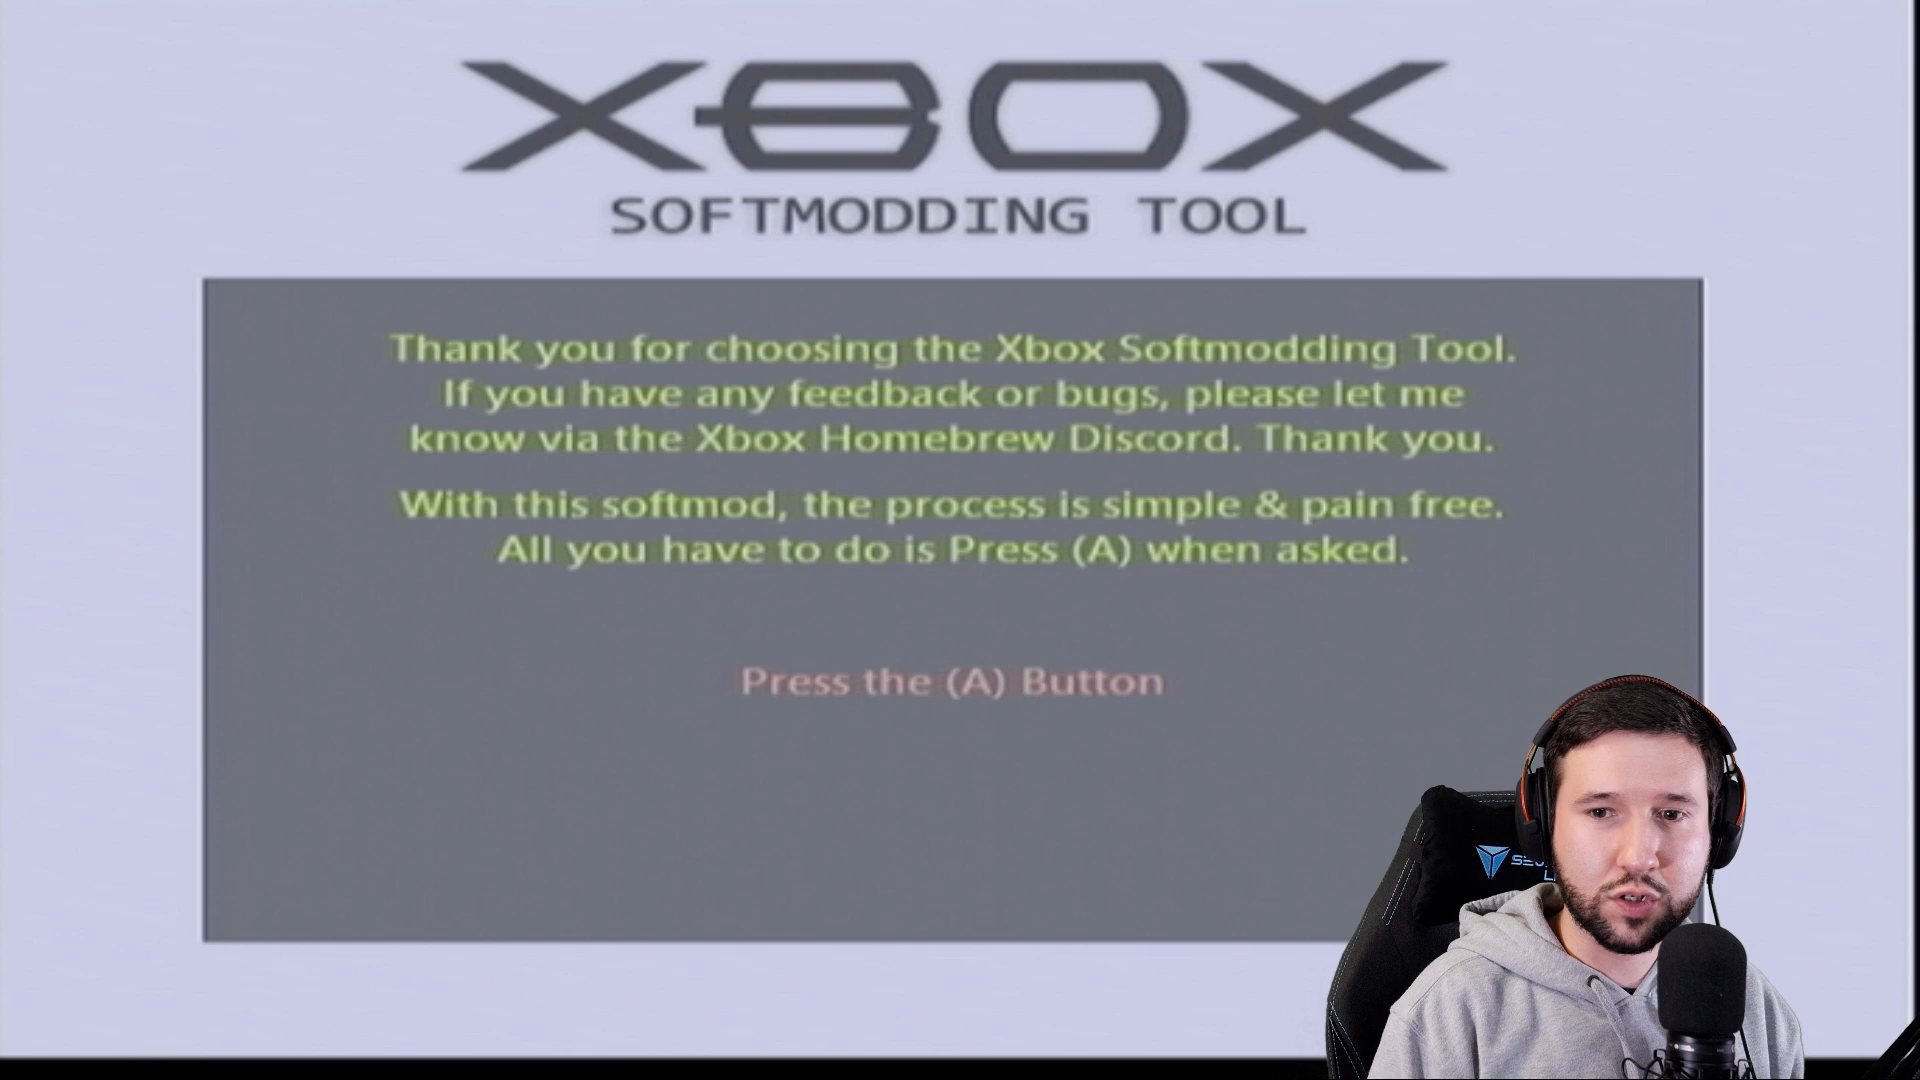 XBOX
SOFTMODDING TOOL
Thank you for choosing the Xbox Softmodding Tool.
If you have any feedback or bugs, please let me
know via the Xbox Homebrew Discord. Thank you.
With this softmod, the process is simple & pain free.
All you have to do is Press (A) when asked.
Press the (A) Button